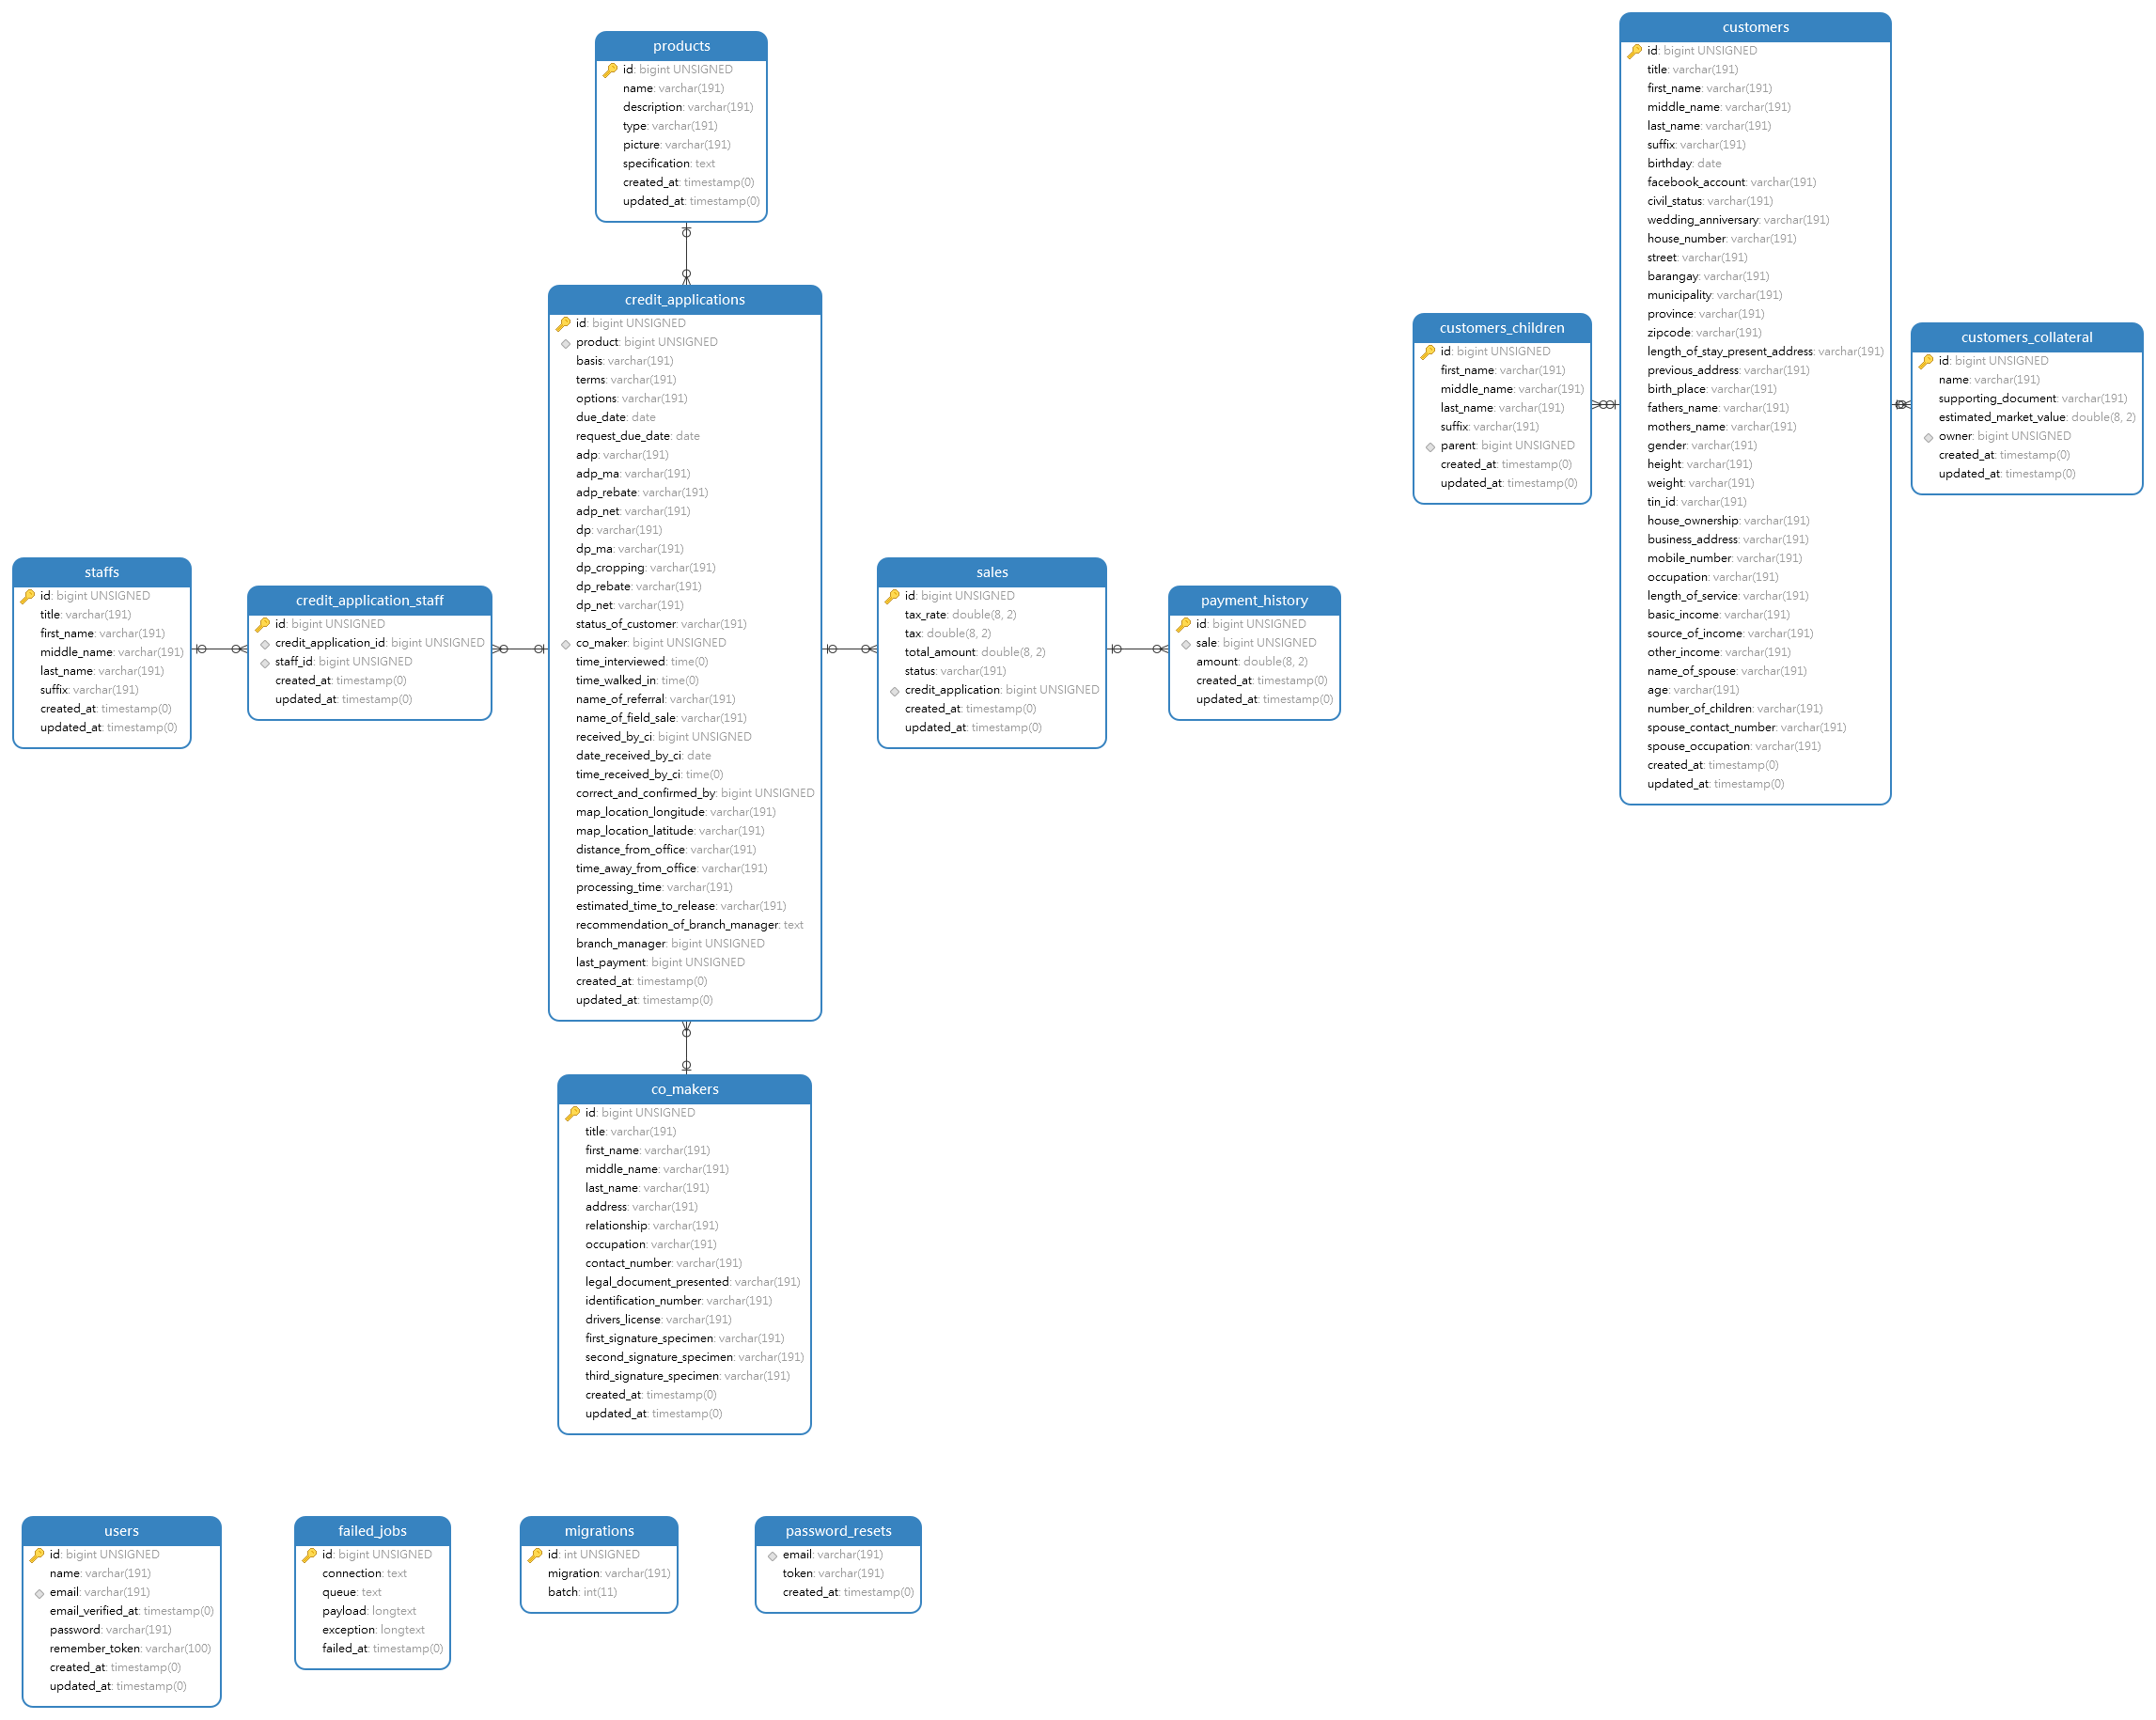 products
id: bigint UNSIGNED
name: varchar(191)
description: varchar(191)
type: varchar(191)
picture: varchar(191)
specification: text
created_at: timestamp(0)
updated_at: timestamp(0)
customers
id: bigint UNSIGNED
title: varchar(191)
first_name: varchar(191)
middle_name: varchar(191)
last_name: varchar(191)
suffix: varchar(191)
birthday: date
facebook_account: varchar(191)
civil_status: varchar(191)
wedding_anniversary: varchar(191)
house_number: varchar(191)
street: varchar(191)
barangay: varchar(191)
municipality: varchar(191)
province: varchar(191)
zipcode: varchar(191)
length_of_stay_present_address: varchar(191)
previous_address: varchar(191)
birth_place: varchar(191)
fathers_name: varchar(191)
mothers_name: varchar(191)
gender: varchar(191)
height: varchar(191)
weight: varchar(191)
tin_id: varchar(191)
house_ownership: varchar(191)
business_address: varchar(191)
mobile_number: varchar(191)
occupation: varchar(191)
length_of_service: varchar(191)
basic_income: varchar(191)
source_of_income: varchar(191)
other_income: varchar(191)
name_of_spouse: varchar(191)
age: varchar(191)
number_of_children: varchar(191)
spouse_contact_number: varchar(191)
spouse_occupation: varchar(191)
created_at: timestamp(0)
updated_at: timestamp(0)
customers_children
id: bigint UNSIGNED
first_name: varchar(191)
middle_name: varchar(191)
last_name: varchar(191)
suffix: varchar(191)
parent: bigint UNSIGNED
created_at: timestamp(0)
updated_at: timestamp(0)
customers_collateral
id: bigint UNSIGNED
name: varchar(191)
supporting_document: varchar(191)
estimated_market_value: double(8, 2)
owner: bigint UNSIGNED
created_at: timestamp(0)
updated_at: timestamp(0)
credit_applications
id: bigint UNSIGNED
product: bigint UNSIGNED
basis: varchar(191)
terms: varchar(191)
options: varchar(191)
due_date: date
request_due_date: date
adp: varchar(191)
adp_ma: varchar(191)
adp_rebate: varchar(191)
adp_net: varchar(191)
dp: varchar(191)
dp_ma: varchar(191)
dp_cropping: varchar(191)
dp_rebate: varchar(191)
dp_net: varchar(191)
status_of_customer: varchar(191)
co_maker: bigint UNSIGNED
time_interviewed: time(0)
time_walked_in: time(0)
name_of_referral: varchar(191)
name_of_field_sale: varchar(191)
received_by_ci: bigint UNSIGNED
date_received_by_ci: date
time_received_by_ci: time(0)
correct_and_confirmed_by: bigint UNSIGNED
map_location_longitude: varchar(191)
map_location_latitude: varchar(191)
distance_from_office: varchar(191)
time_away_from_office: varchar(191)
processing_time: varchar(191)
estimated_time_to_release: varchar(191)
recommendation_of_branch_manager: text
branch_manager: bigint UNSIGNED
last_payment: bigint UNSIGNED
created_at: timestamp(0)
updated_at: timestamp(0)
staffs
id: bigint UNSIGNED
title: varchar(191)
first_name: varchar(191)
middle_name: varchar(191)
last_name: varchar(191)
suffix: varchar(191)
created_at: timestamp(0)
updated_at: timestamp(0)
credit_application_staff
id: bigint UNSIGNED
credit_application_id: bigint UNSIGNED
staff_id: bigint UNSIGNED
created_at: timestamp(0)
updated_at: timestamp(0)
sales
id: bigint UNSIGNED
tax_rate: double(8, 2)
tax: double(8, 2)
total_amount: double(8, 2)
status: varchar(191)
credit_application: bigint UNSIGNED
created_at: timestamp(0)
updated_at: timestamp(0)
payment_history
id: bigint UNSIGNED
sale: bigint UNSIGNED
amount: double(8, 2)
created_at: timestamp(0)
updated_at: timestamp(0)
co_makers
id: bigint UNSIGNED
title: varchar(191)
first_name: varchar(191)
middle_name: varchar(191)
last_name: varchar(191)
address: varchar(191)
relationship: varchar(191)
occupation: varchar(191)
contact_number: varchar(191)
legal_document_presented: varchar(191)
identification_number: varchar(191)
drivers_license: varchar(191)
first_signature_specimen: varchar(191)
second_signature_specimen: varchar(191)
third_signature_specimen: varchar(191)
created_at: timestamp(0)
updated_at: timestamp(0)
users
id: bigint UNSIGNED
name: varchar(191)
email: varchar(191)
email_verified_at: timestamp(0)
password: varchar(191)
remember_token: varchar(100)
created_at: timestamp(0)
updated_at: timestamp(0)
failed_jobs
id: bigint UNSIGNED
connection: text
queue: text
payload: longtext
exception: longtext
failed_at: timestamp(0)
migrations
id: int UNSIGNED
migration: varchar(191)
batch: int(11)
password_resets
email: varchar(191)
token: varchar(191)
created_at: timestamp(0)